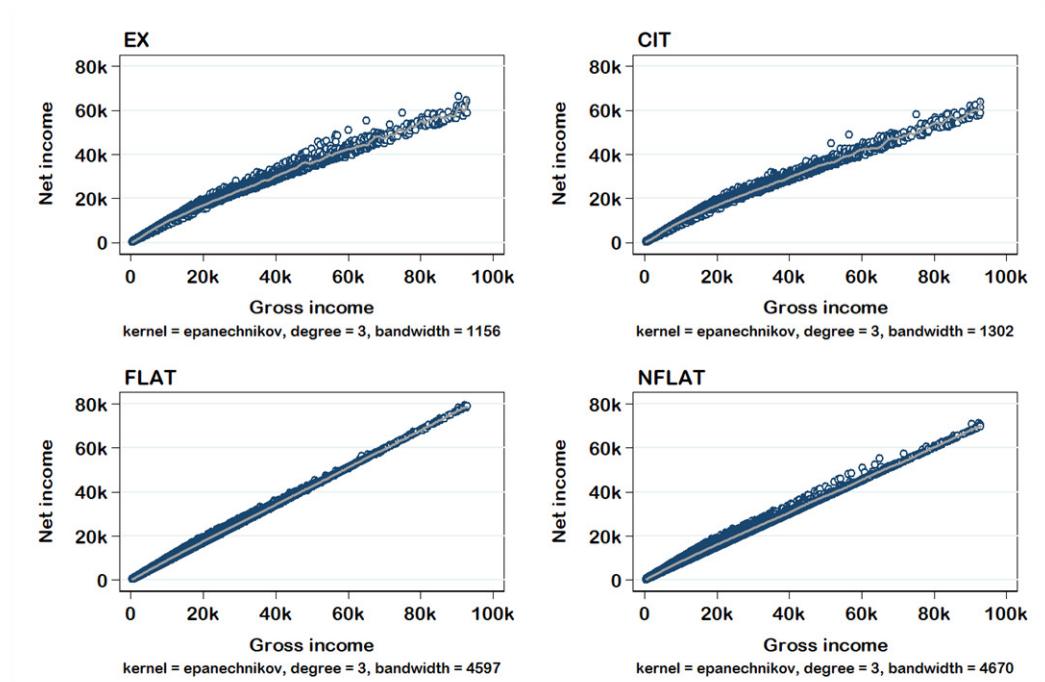 EX
80k
60k
40k
20k
0
Net income
0 20k 40k 60k 80k 100k
Gross income
kernel = epanechnikov, degree = 3, bandwidth = 1156
CIT
80k
60k
40k
20k
0
Net income
0 20k 40k 60k 80k 100k
Gross income
kernel = epanechnikov, degree = 3, bandwidth = 1302
FLAT
80k
60k
40k
20k
0
Net income
0 20k 40k 60k 80k 100k
Gross income
kernel = epanechnikov, degree = 3, bandwidth = 4597
NFLAT
80k
60k
40k
20k
0
Net income
0 20k 40k 60k 80k 100k
Gross income
kernel = epanechnikov, degree = 3, bandwidth = 4670